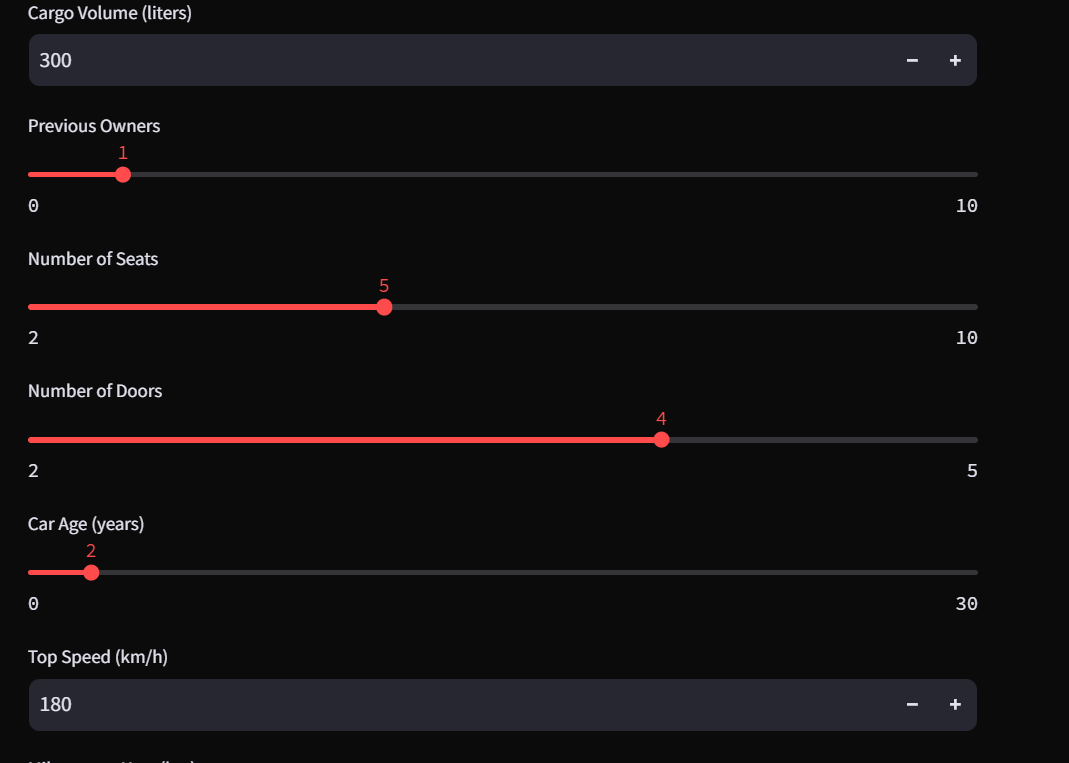 Cargo Volume (liters)
300
Previous Owners
1
0 10
Number of Seats
5
2 10
Number of Doors
4
2 5
Car Age (years)
2
0 30
Top Speed (km/h)
180